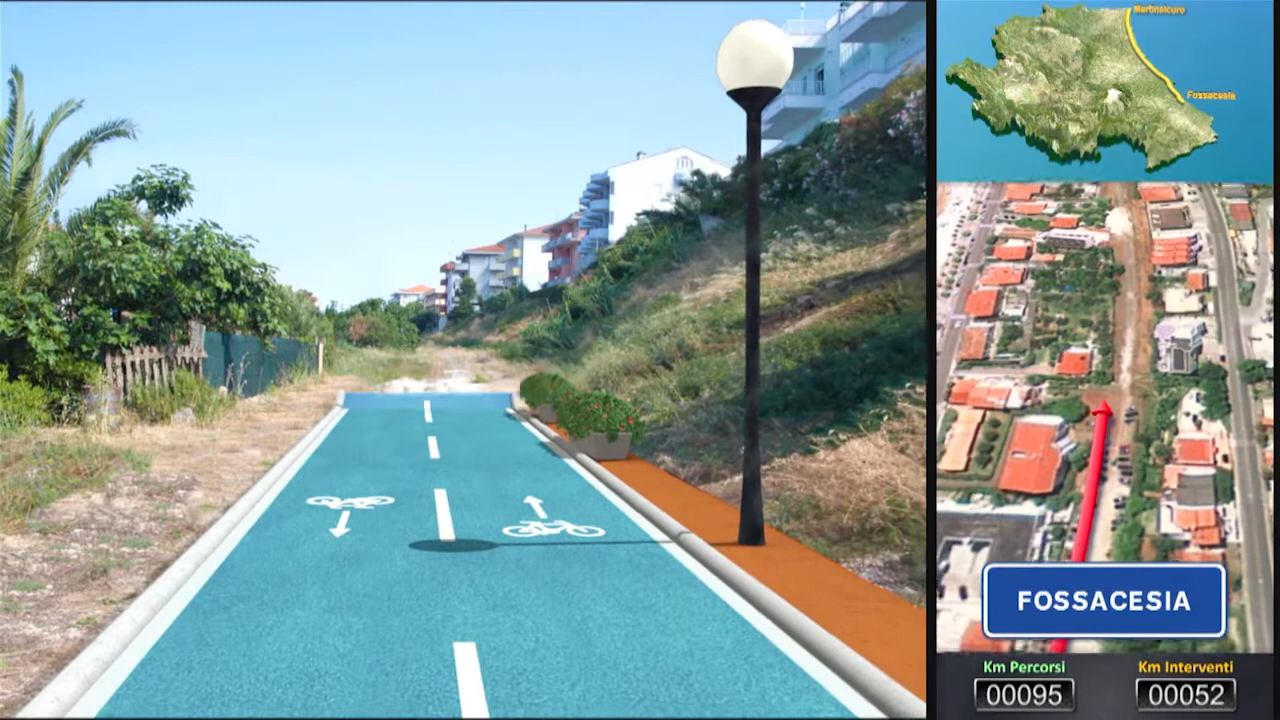 Martinsicuro
Fossacesia
FOSSACESIA
Km Percorsi
Km Interventi
00095
00052